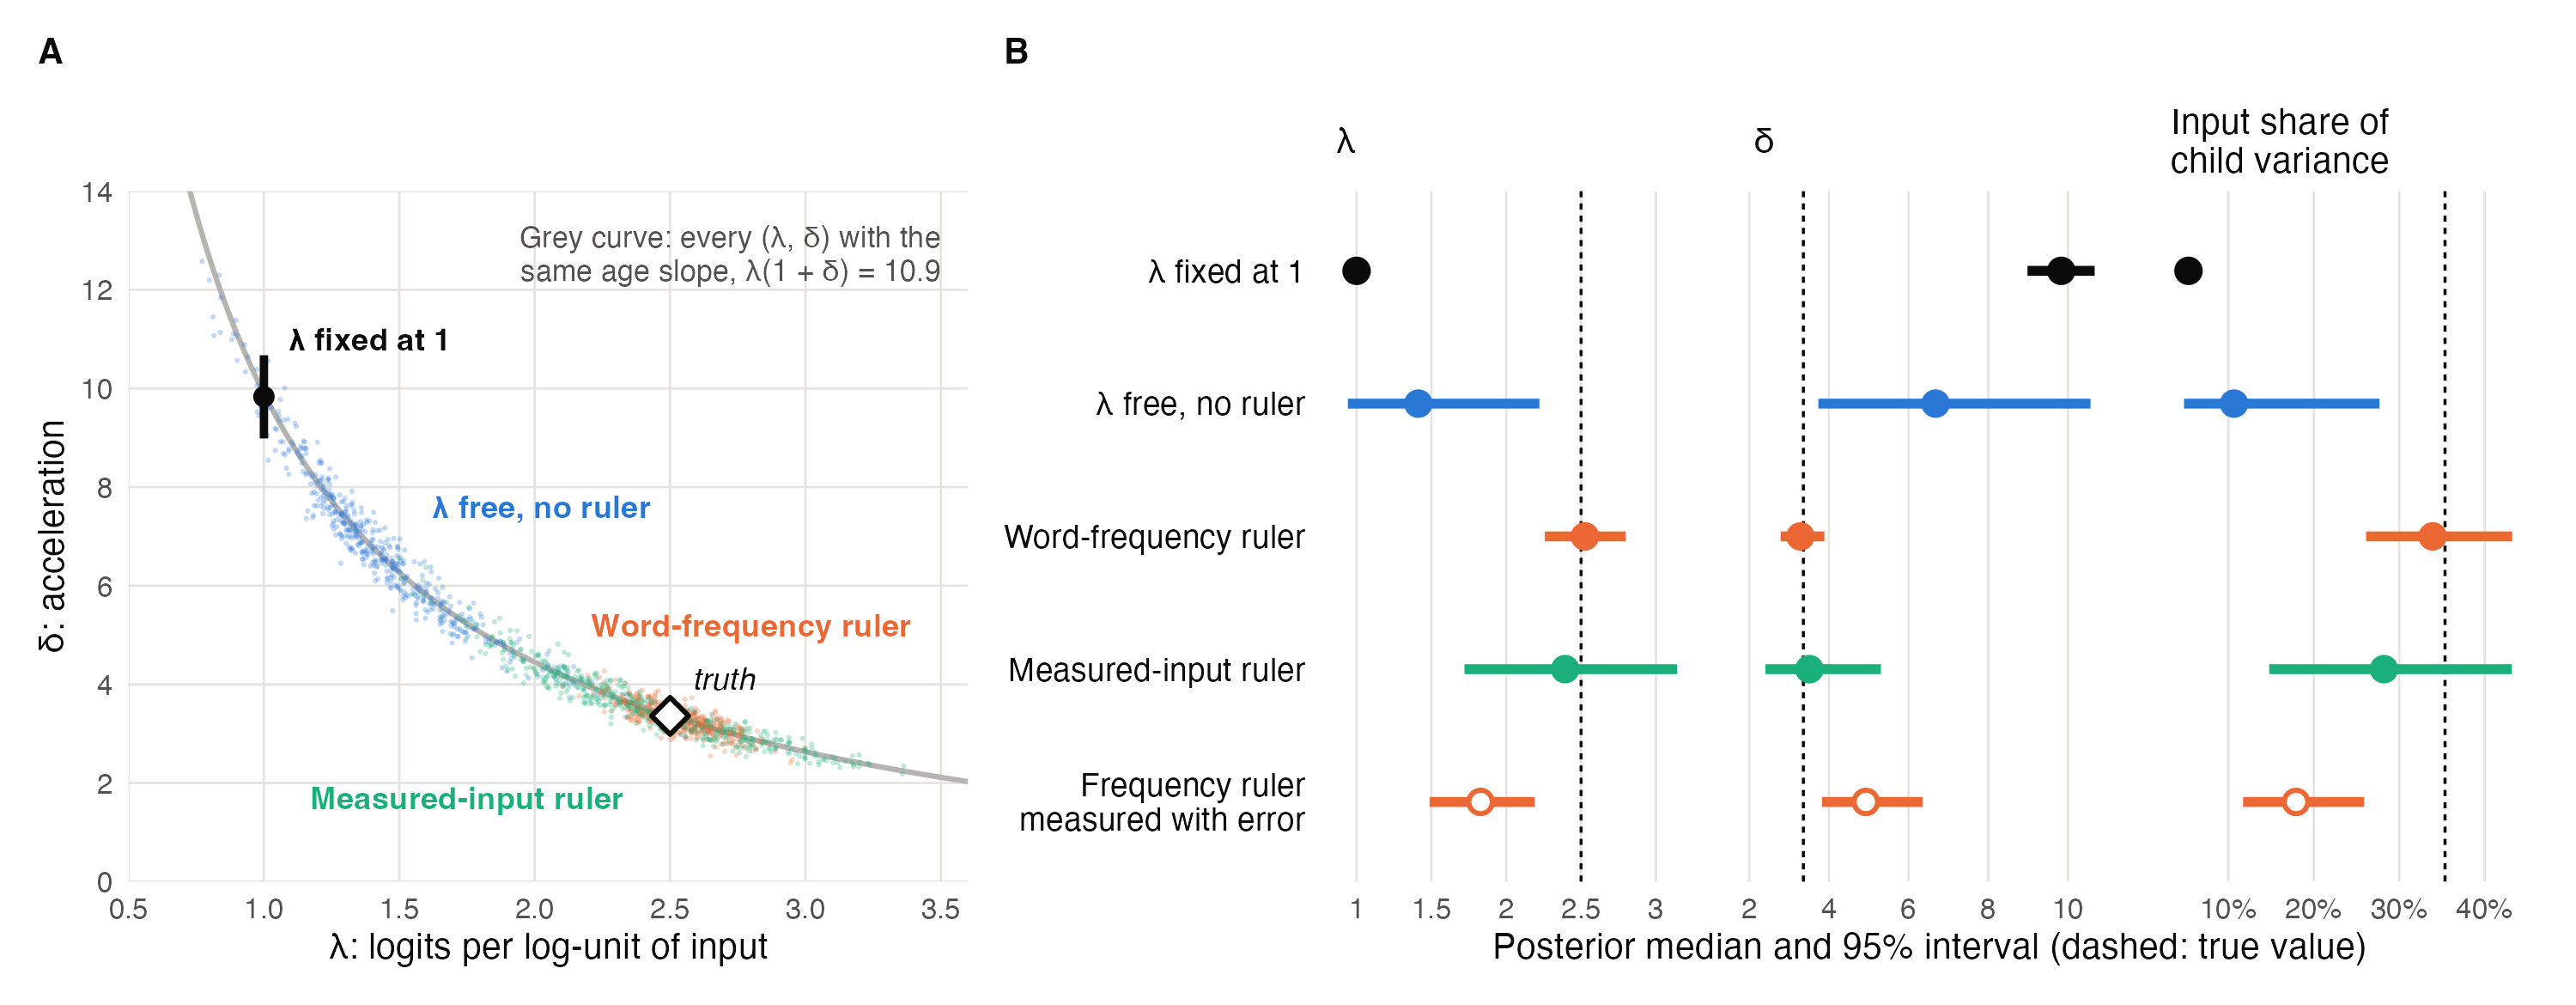 A
14
12
10
8
6
4
2
0
δ: acceleration
Grey curve: every (λ, δ) with the
same age slope, λ(1 + δ) = 10.9
λ fixed at 1
λ free, no ruler
Word-frequency ruler
truth
Measured-input ruler
0.5 1.0 1.5 2.0 2.5 3.0 3.5
λ: logits per log-unit of input
B
λ
δ
Input share of
child variance
λ fixed at 1
λ free, no ruler
Word-frequency ruler
Measured-input ruler
Frequency ruler
measured with error
1 1.5 2 2.5 3
2 4 6 8 10
10% 20% 30% 40%
Posterior median and 95% interval (dashed: true value)